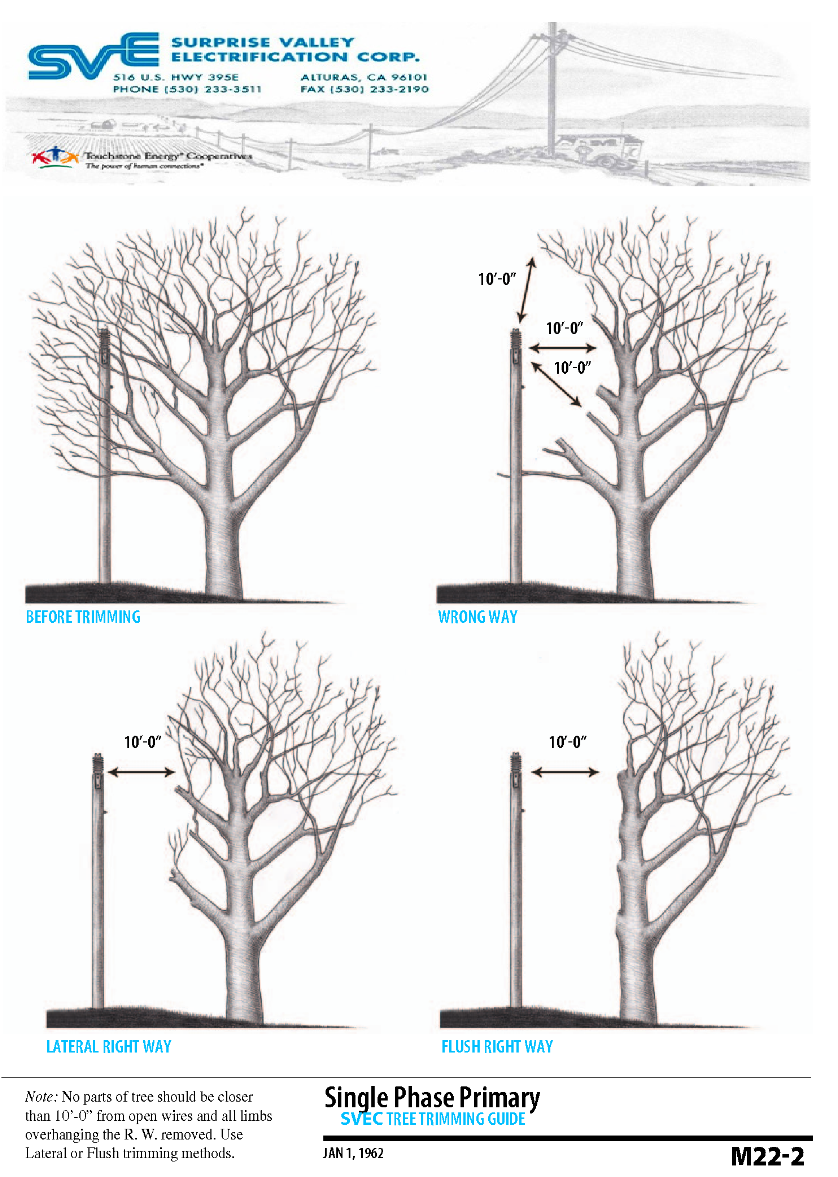 SVE
SURPRISE VALLEY
ELECTRIFICATION CORP.
516 U.S. HWY 395E ALTURAS, CA 96101
PHONE (530) 233-3511 FAX (530) 233-2190
Touchstone Energy® Cooperatives
The power of human connections®
10'-0"
10'-0"
10'-0"
BEFORE TRIMMING
WRONG WAY
10'-0"
10'-0"
LATERAL RIGHT WAY
FLUSH RIGHT WAY
Note: No parts of tree should be closer
than 10'-0" from open wires and all limbs
overhanging the R. W. removed. Use
Lateral or Flush trimming methods.
Single Phase Primary
SVEC TREE TRIMMING GUIDE
JAN 1, 1962
M22-2